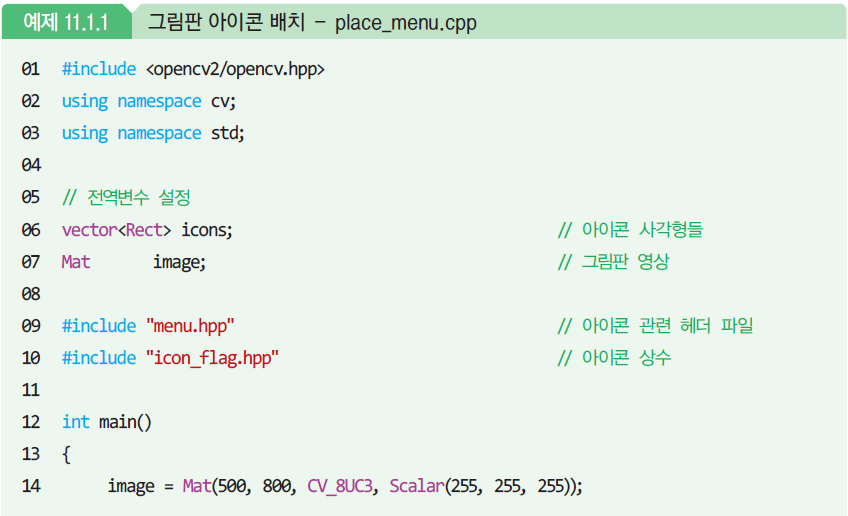 예제 11.1.1 그림판 아이콘 배치 - place_menu.cpp
01 #include <opencv2/opencv.hpp>
02 using namespace cv;
03 using namespace std;
04
05 // 전역변수 설정
06 vector<Rect> icons; // 아이콘 사각형들
07 Mat image; // 그림판 영상
08
09 #include "menu.hpp" // 아이콘 관련 헤더 파일
10 #include "icon_flag.hpp" // 아이콘 상수
11
12 int main()
13 {
14 image = Mat(500, 800, CV_8UC3, Scalar(255, 255, 255));